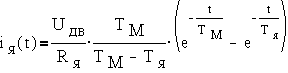 i я (t) = U дв / R я · T М / (T М − T я) · (e^(−t / T М) − e^(−t / T я))